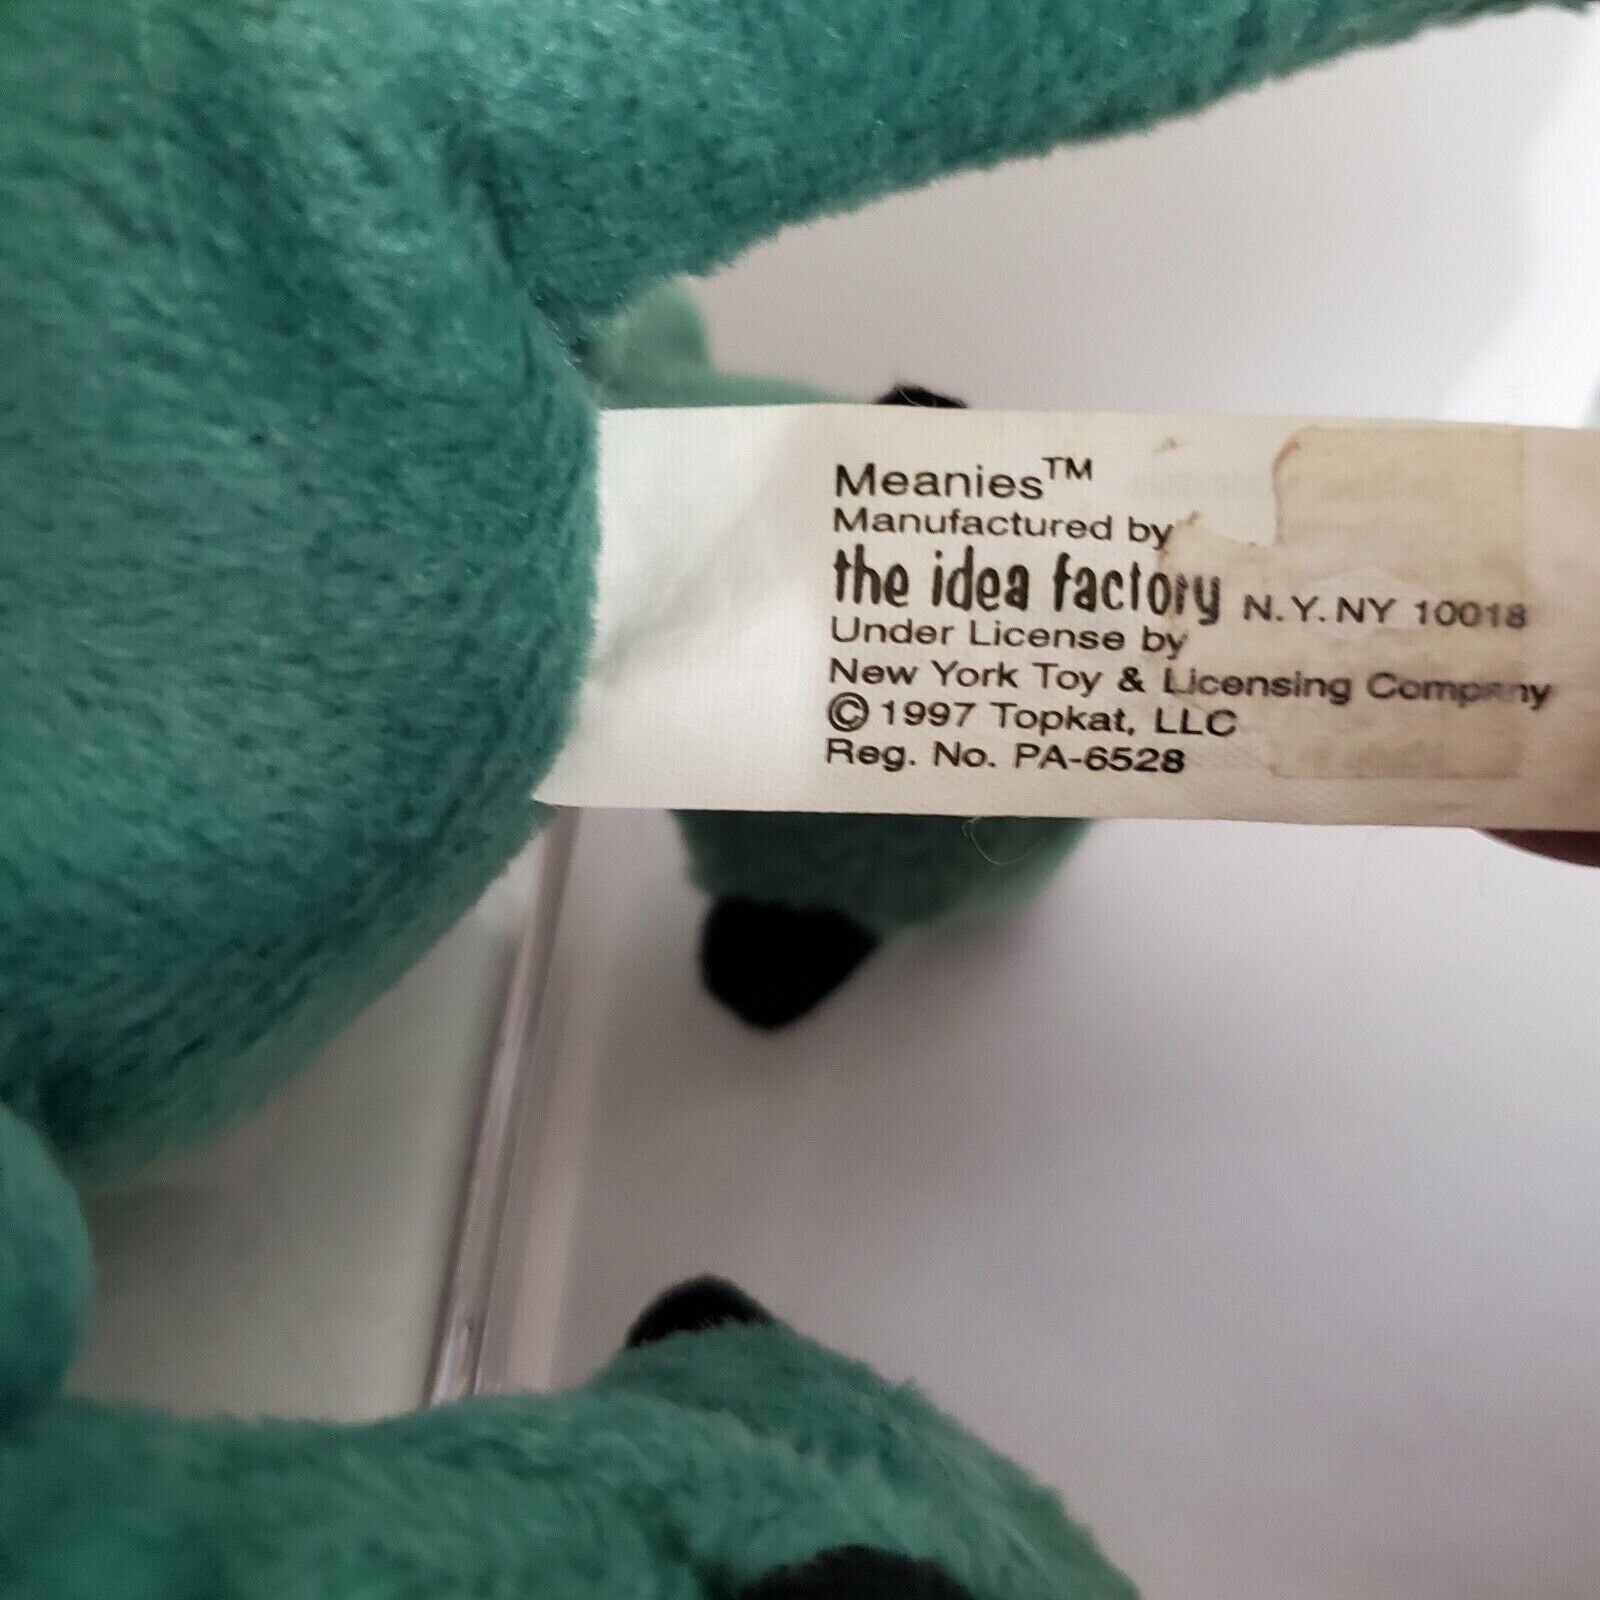 Meanies™
Manufactured by
the idea factory N.Y. NY 10018
Under License by
New York Toy & Licensing Company
© 1997 Topkat, LLC
Reg. No. PA-6528